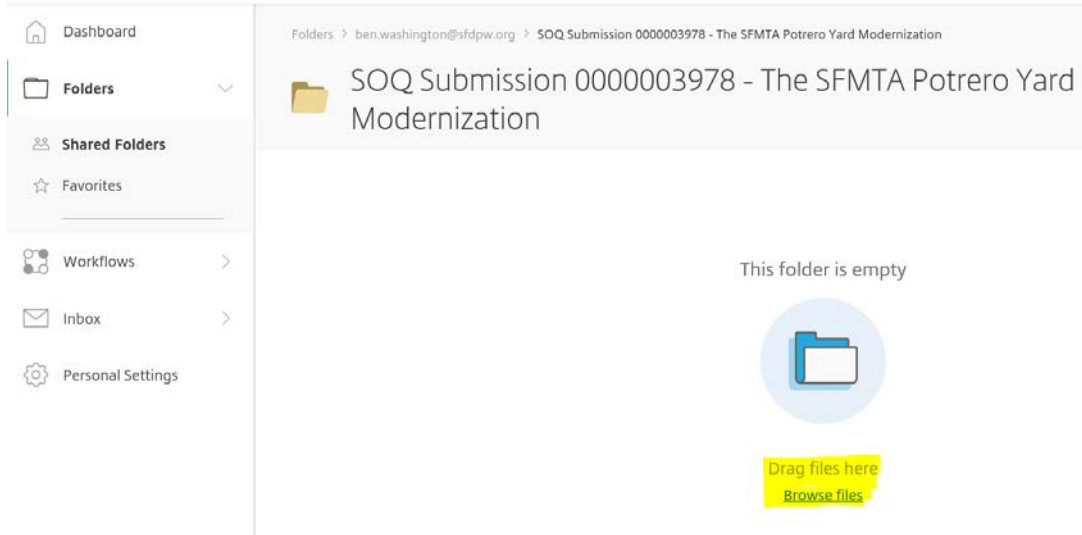 Dashboard
Folders
Shared Folders
Favorites
Workflows
Inbox
Personal Settings
Folders > ben.washington@sfdpw.org > SOQ Submission 0000003978 - The SFMTA Potrero Yard Modernization
SOQ Submission 0000003978 - The SFMTA Potrero Yard
Modernization
This folder is empty
Drag files here
Browse files